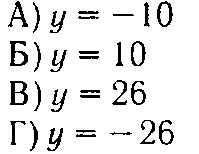 А) y = −10
Б) y = 10
В) y = 26
Г) y = −26